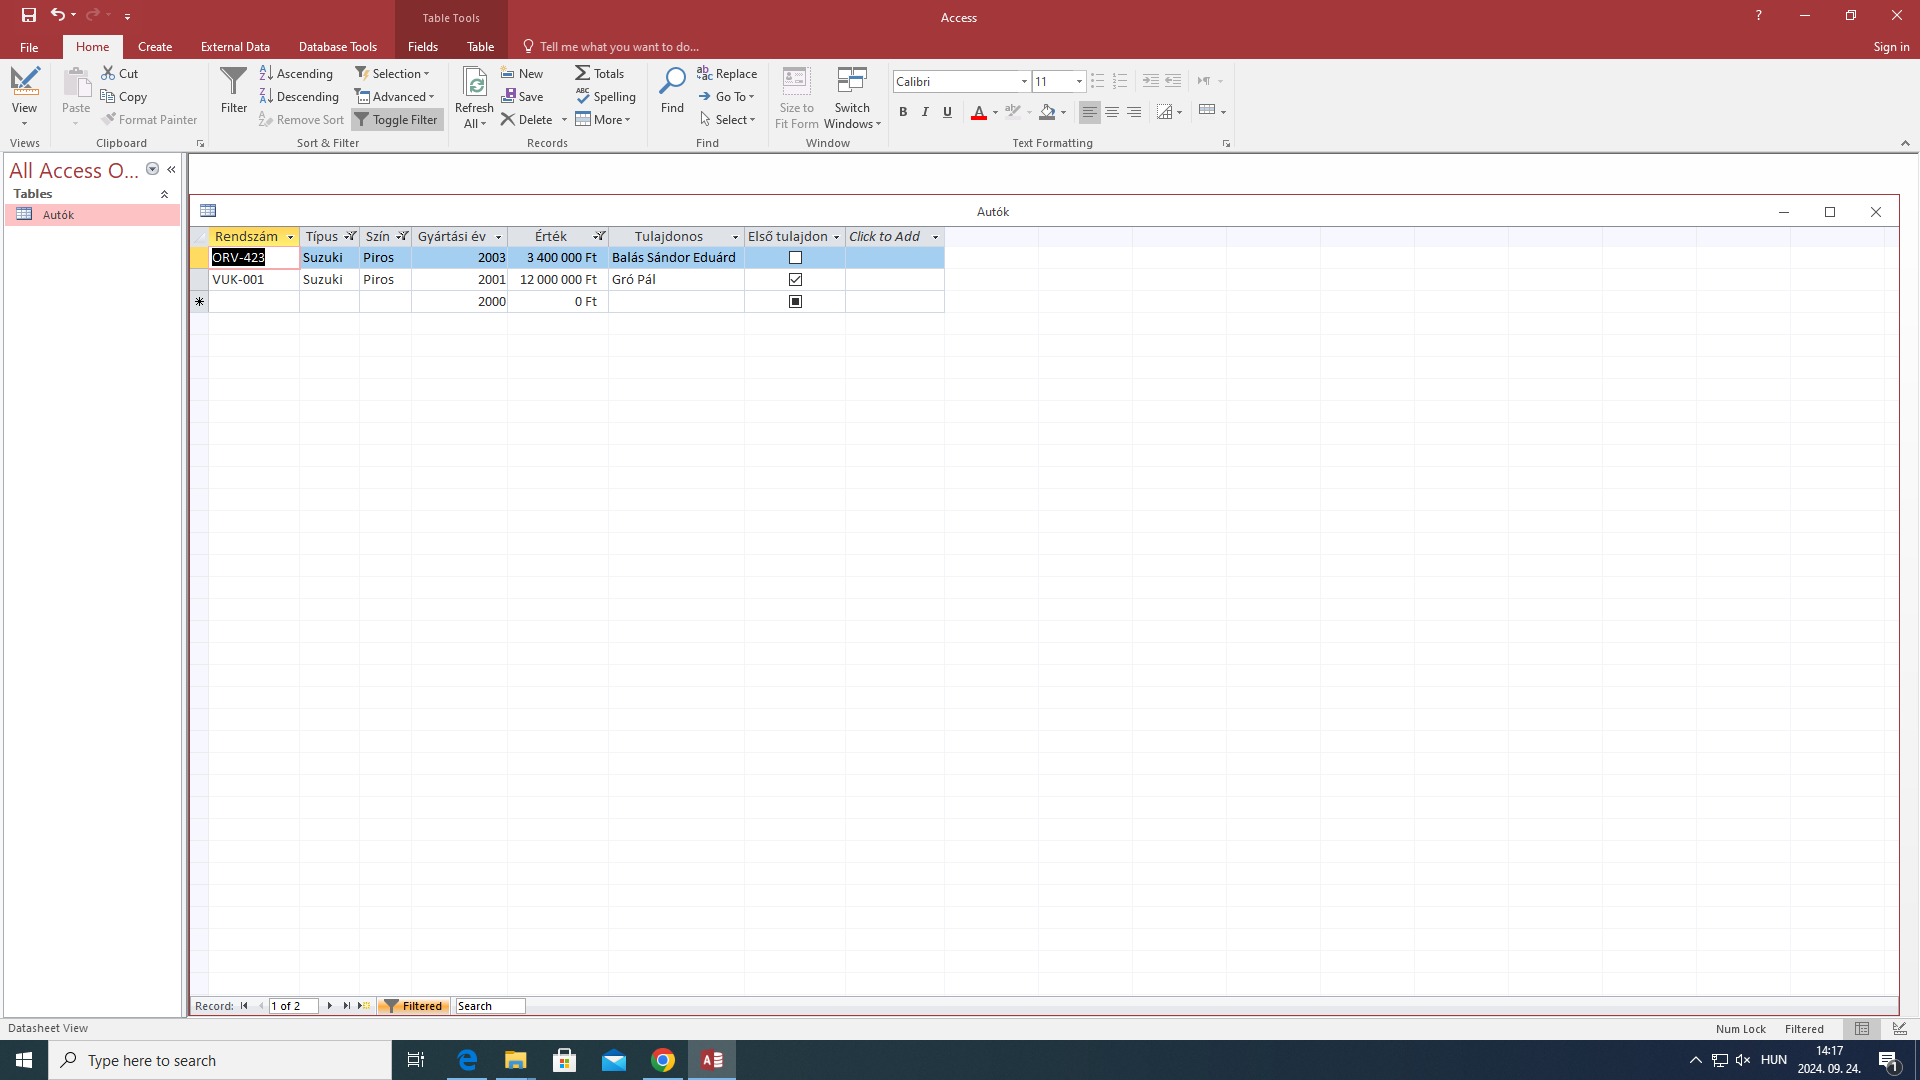 Table Tools
Access
?
File
Home
Create
External Data
Database Tools
Fields
Table
Tell me what you want to do...
Sign in
View
Paste
Cut
Copy
Format Painter
Filter
Ascending
Descending
Remove Sort
Selection
Advanced
Toggle Filter
Refresh
All
New
Save
Delete
Totals
Spelling
More
Find
Replace
Go To
Select
Size to
Fit Form
Switch
Windows
Calibri
11
B I U
Views
Clipboard
Sort & Filter
Records
Find
Window
Text Formatting
All Access O...
Tables
Autók
Autók
Rendszám Típus Szín Gyártási év Érték Tulajdonos Első tulajdon Click to Add
ORV-423 Suzuki Piros 2003 3 400 000 Ft Balás Sándor Eduárd
VUK-001 Suzuki Piros 2001 12 000 000 Ft Gró Pál
2000 0 Ft
Record: 1 of 2 Filtered Search
Datasheet View
Num Lock
Filtered
Type here to search
HUN
14:17
2024. 09. 24.
1